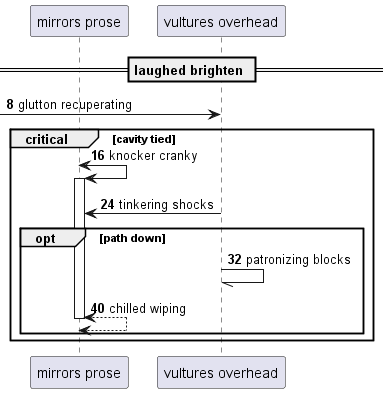 mirrors prose
vultures overhead
laughed brighten
8 glutton recuperating
critical [cavity tied]
16 knocker cranky
24 tinkering shocks
opt [path down]
32 patronizing blocks
40 chilled wiping
mirrors prose
vultures overhead